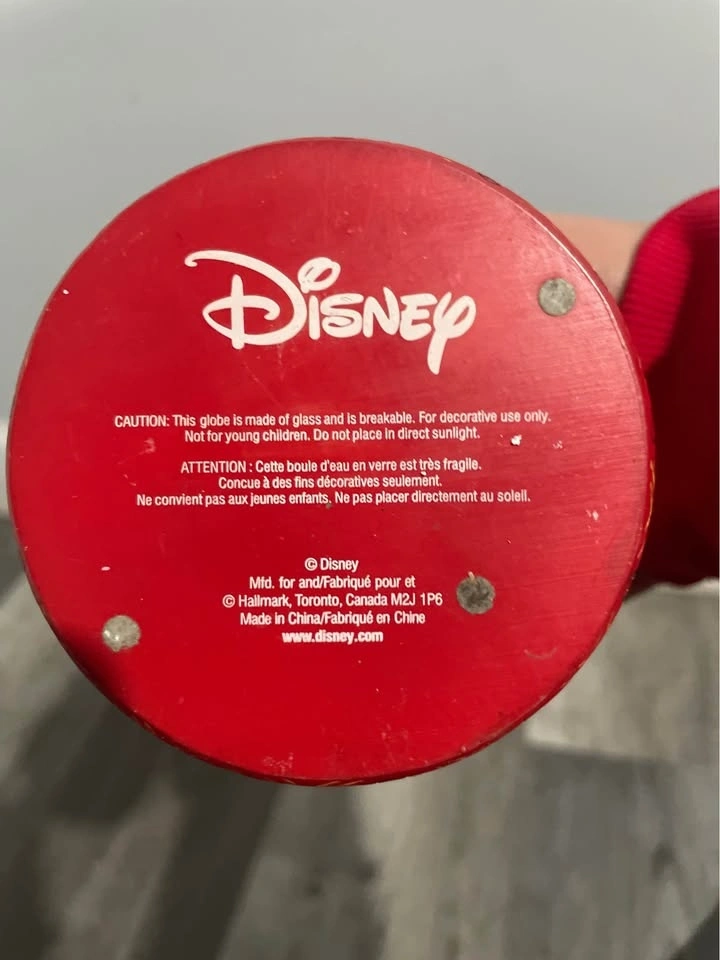 Disney
CAUTION: This globe is made of glass and is breakable. For decorative use only.
Not for young children. Do not place in direct sunlight.
ATTENTION : Cette boule d'eau en verre est très fragile.
Concue à des fins décoratives seulement.
Ne convient pas aux jeunes enfants. Ne pas placer directement au soleil.
© Disney
Mfd. for and/Fabriqué pour et
© Hallmark, Toronto, Canada M2J 1P6
Made in China/Fabriqué en Chine
www.disney.com